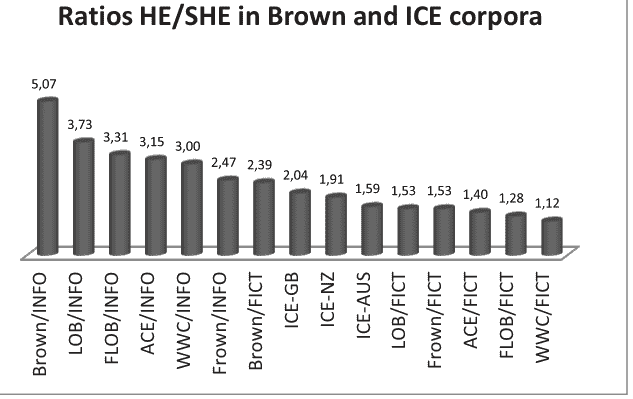 Ratios HE/SHE in Brown and ICE corpora
5,07
3,73
3,31
3,15
3,00
2,47
2,39
2,04
1,91
1,59
1,53
1,53
1,40
1,28
1,12
Brown/INFO
LOB/INFO
FLOB/INFO
ACE/INFO
WWC/INFO
Frown/INFO
Brown/FICT
ICE-GB
ICE-NZ
ICE-AUS
LOB/FICT
Frown/FICT
ACE/FICT
FLOB/FICT
WWC/FICT